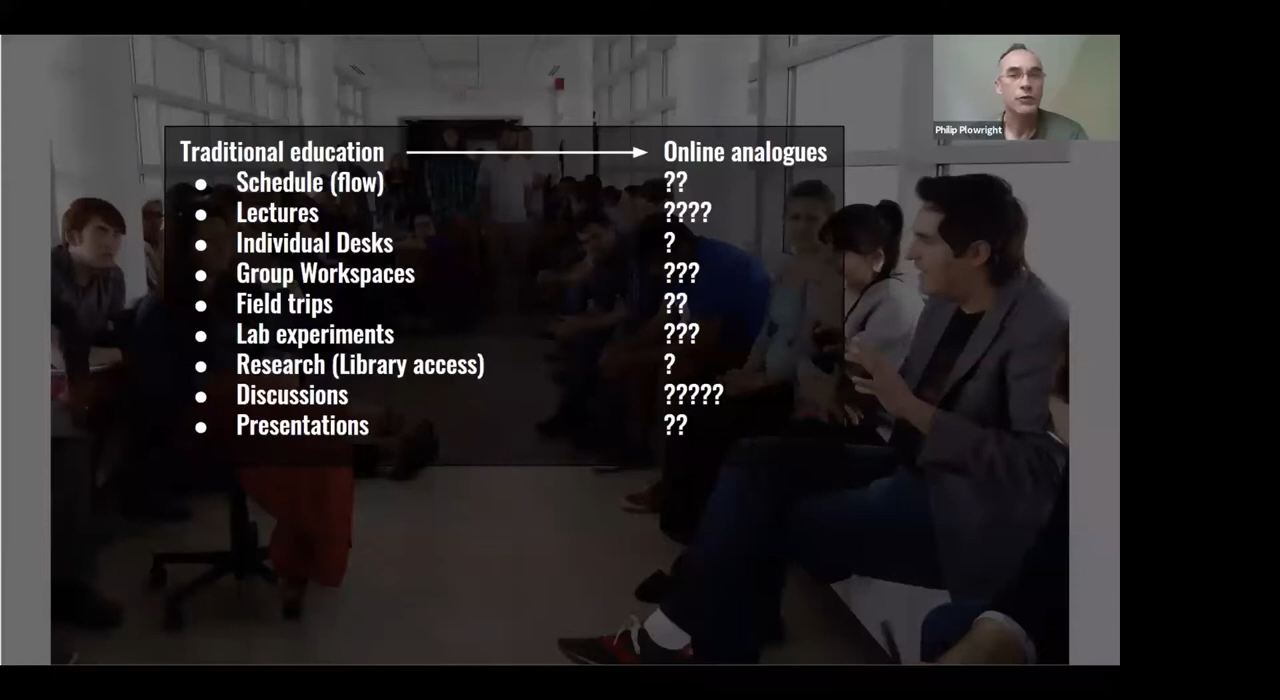 Philip Plowright
Traditional education Online analogues
● Schedule (flow) ??
● Lectures ????
● Individual Desks ?
● Group Workspaces ???
● Field trips ??
● Lab experiments ???
● Research (Library access) ?
● Discussions ?????
● Presentations ??